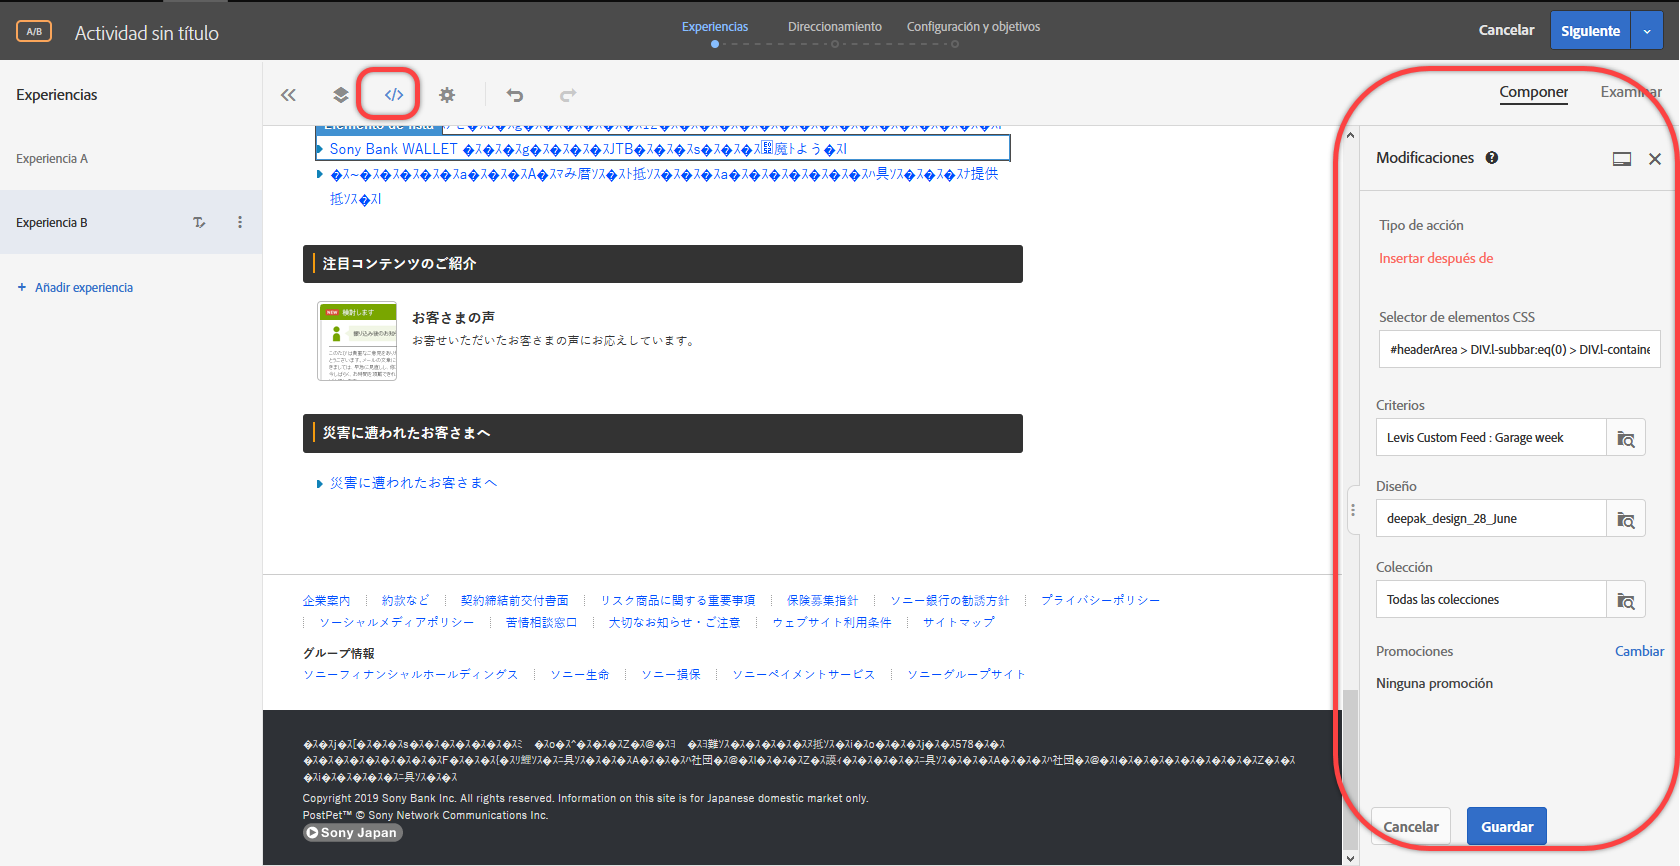 A/B
Actividad sin título
Experiencias
Direccionamiento
Configuración y objetivos
Cancelar
Siguiente
Experiencias
Componer
Examinar
Experiencia A
Experiencia B
+ Añadir experiencia
Elemento de lista
Sony Bank WALLET
注目コンテンツのご紹介
NEW
お客さまの声
お寄せいただいたお客さまの声にお応えしています。
災害に遭われたお客さまへ
災害に遭われたお客さまへ
企業案内
約款など
契約締結前交付書面
リスク商品に関する重要事項
保険募集指針
ソニー銀行の勧誘方針
プライバシーポリシー
ソーシャルメディアポリシー
苦情相談窓口
大切なお知らせ・ご注意
ウェブサイト利用条件
サイトマップ
グループ情報
ソニーフィナンシャルホールディングス
ソニー生命
ソニー損保
ソニーペイメントサービス
ソニーグループサイト
Copyright 2019 Sony Bank Inc. All rights reserved. Information on this site is for Japanese domestic market only.
PostPet™ © Sony Network Communications Inc.
Sony Japan
Modificaciones
Tipo de acción
Insertar después de
Selector de elementos CSS
#headerArea > DIV.l-subbar:eq(0) > DIV.l-containe
Criterios
Levis Custom Feed : Garage week
Diseño
deepak_design_28_June
Colección
Todas las colecciones
Promociones
Cambiar
Ninguna promoción
Cancelar
Guardar